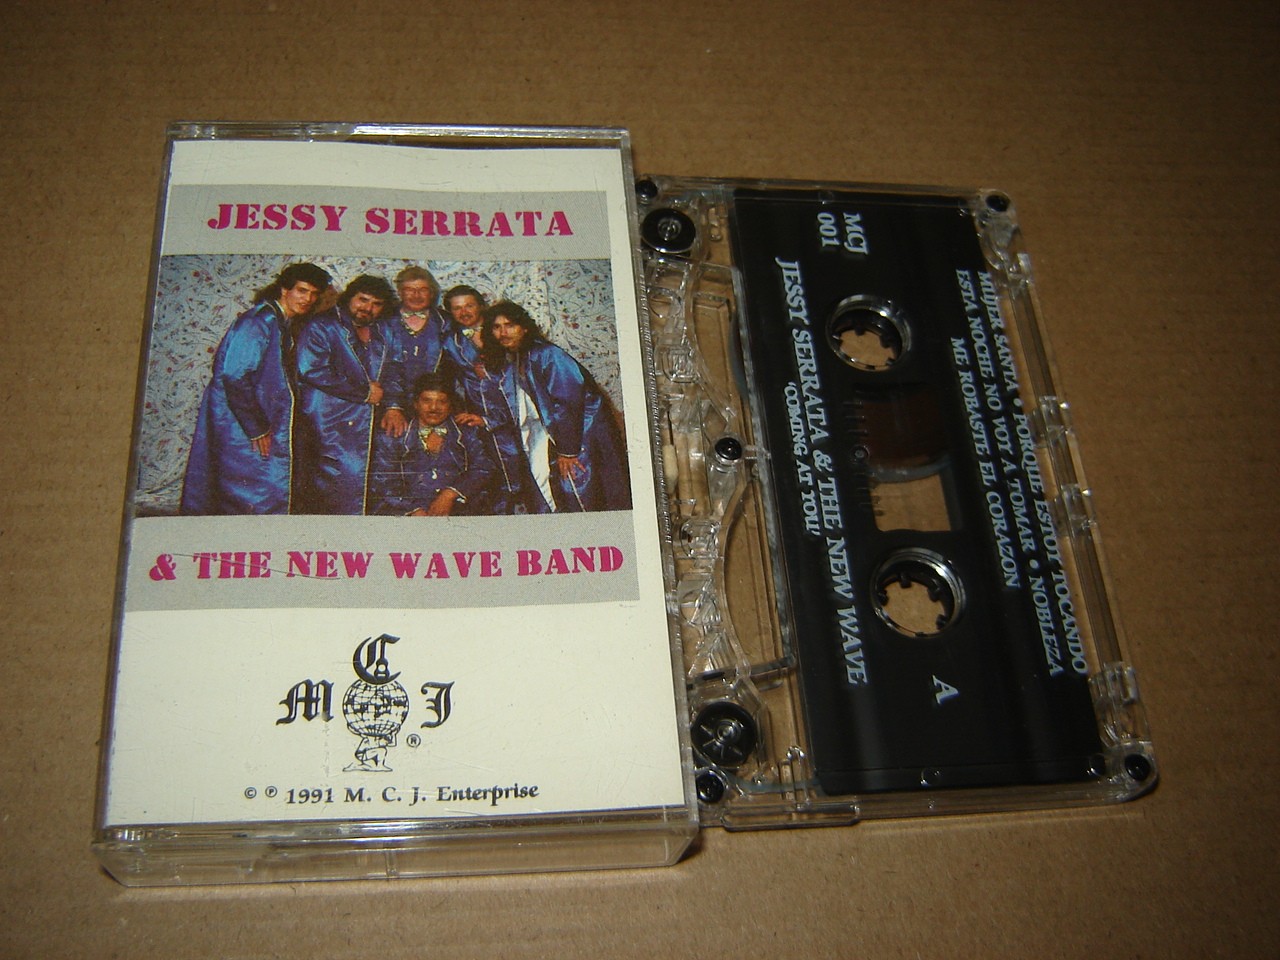 JESSY SERRATA
& THE NEW WAVE BAND
C
M J
®
© ℗ 1991 M. C. J. Enterprise
MCJ
001
MUJER SANTA • PORQUE ESTOY TOCANDO
ESTA NOCHE NO VOY A TOMAR • NOBLEZA
ME ROBASTE EL CORAZON
JESSY SERRATA & THE NEW WAVE
'COMING AT YOU'
A